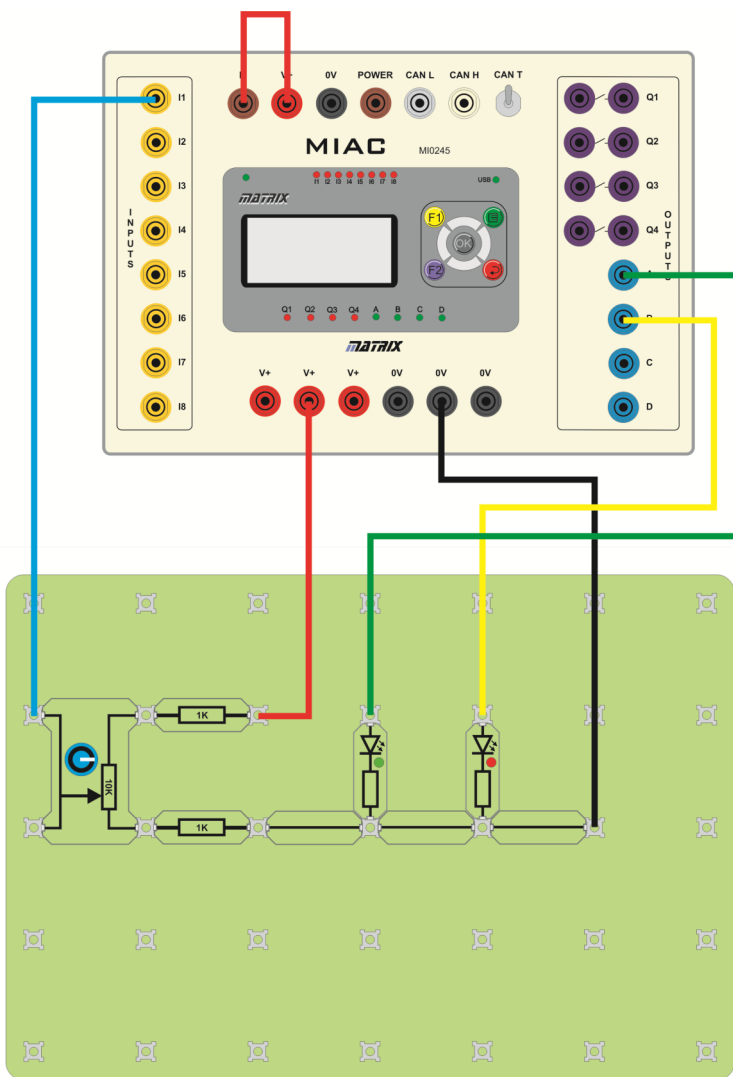 V+ 0V POWER CAN L CAN H CAN T
I1
I2
I3
I4
I5
I6
I7
I8
INPUTS
MIAC MI0245
I1 I2 I3 I4 I5 I6 I7 I8
USB
MATRIX
F1
OK
F2
Q1 Q2 Q3 Q4 A B C D
MATRIX
V+ V+ V+ 0V 0V 0V
Q1
Q2
Q3
Q4
OUTPUTS
A
B
C
D
1K
10K
1K